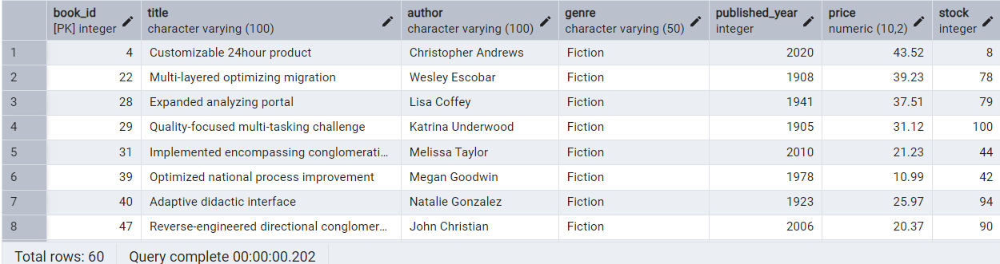 book_id title author genre published_year price stock
[PK] integer character varying (100) character varying (100) character varying (50) integer numeric (10,2) integer
1 4 Customizable 24hour product Christopher Andrews Fiction 2020 43.52 8
2 22 Multi-layered optimizing migration Wesley Escobar Fiction 1908 39.23 78
3 28 Expanded analyzing portal Lisa Coffey Fiction 1941 37.51 79
4 29 Quality-focused multi-tasking challenge Katrina Underwood Fiction 1905 31.12 100
5 31 Implemented encompassing conglomerati… Melissa Taylor Fiction 2010 21.23 44
6 39 Optimized national process improvement Megan Goodwin Fiction 1978 10.99 42
7 40 Adaptive didactic interface Natalie Gonzalez Fiction 1923 25.97 94
8 47 Reverse-engineered directional conglomer… John Christian Fiction 2006 20.37 90
Total rows: 60 Query complete 00:00:00.202